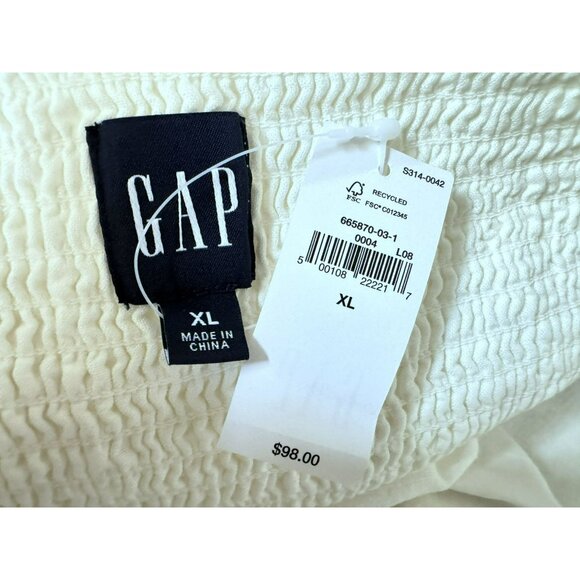 GAP
XL
MADE IN
CHINA
S314-0042
FSC
RECYCLED
FSC® C012345
665870-03-1
0004 L08
5 00108 22221 7
XL
$98.00